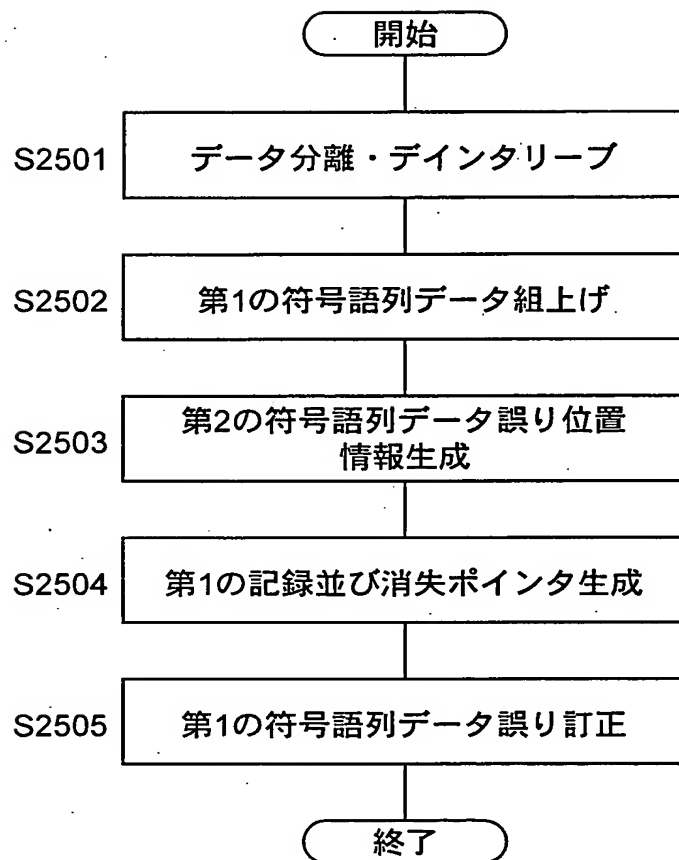 開始
S2501 データ分離・デインタリーブ
S2502 第1の符号語列データ組上げ
S2503 第2の符号語列データ誤り位置
情報生成
S2504 第1の記録並び消失ポインタ生成
S2505 第1の符号語列データ誤り訂正
終了